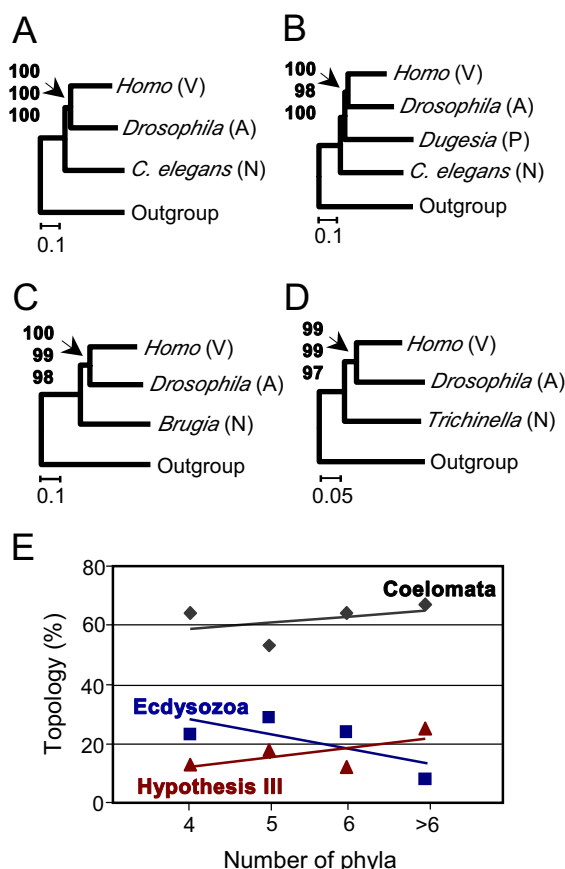 A
100
100
100
Homo (V)
Drosophila (A)
C. elegans (N)
Outgroup
0.1
B
100
98
100
Homo (V)
Drosophila (A)
Dugesia (P)
C. elegans (N)
Outgroup
0.1
C
100
99
98
Homo (V)
Drosophila (A)
Brugia (N)
Outgroup
0.1
D
99
99
97
Homo (V)
Drosophila (A)
Trichinella (N)
Outgroup
0.05
E
80
60
40
20
0
Topology (%)
Coelomata
Ecdysozoa
Hypothesis III
4 5 6 >6
Number of phyla